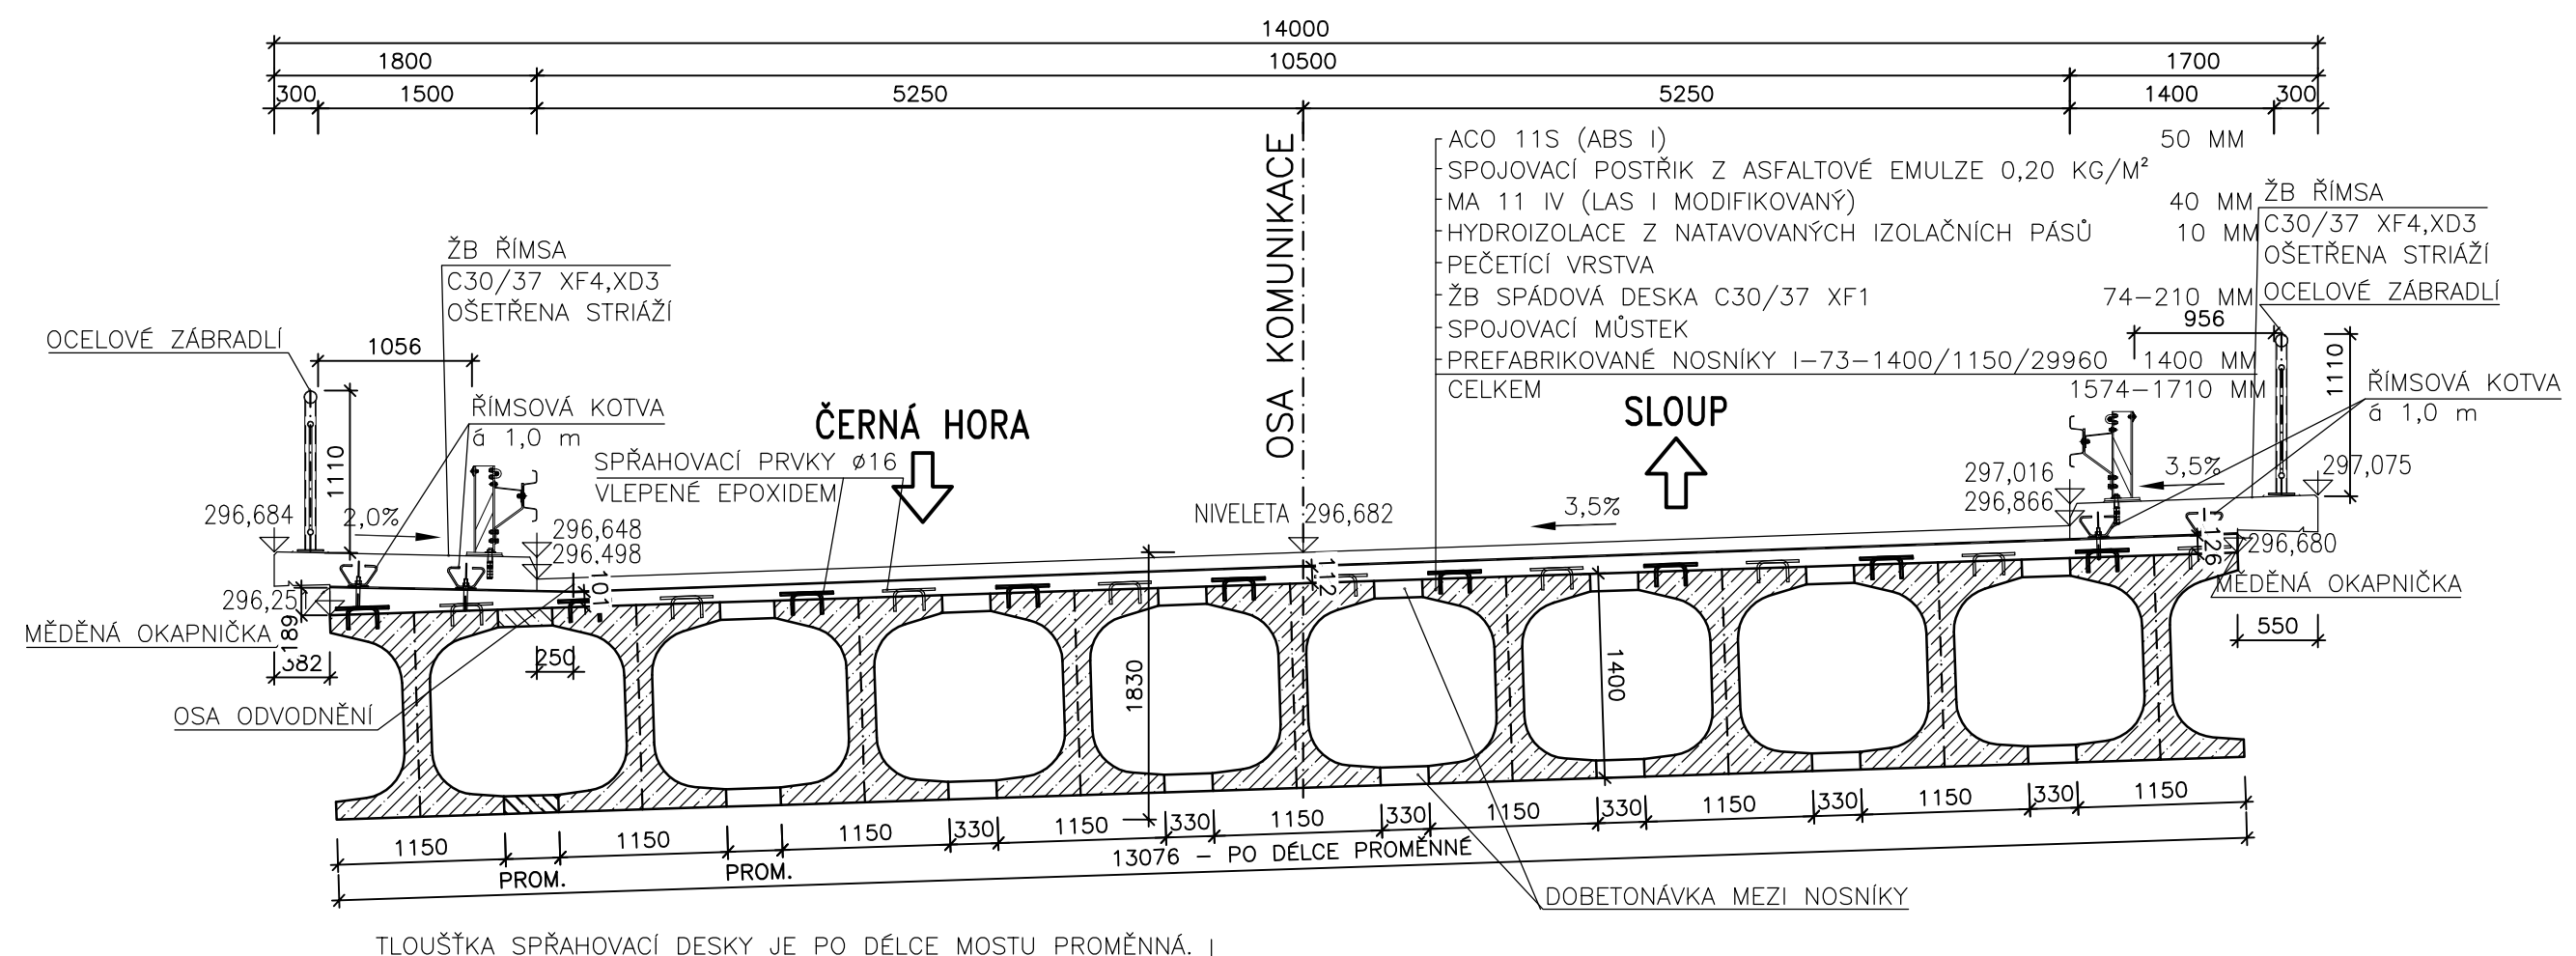 14000
1800 10500 1700
300 1500 5250 5250 1400 300
OSA KOMUNIKACE
ACO 11S (ABS I) 50 MM
SPOJOVACÍ POSTŘIK Z ASFALTOVÉ EMULZE 0,20 KG/M²
MA 11 IV (LAS I MODIFIKOVANÝ) 40 MM
HYDROIZOLACE Z NATAVOVANÝCH IZOLAČNÍCH PÁSŮ 10 MM
PEČETÍCÍ VRSTVA
ŽB SPÁDOVÁ DESKA C30/37 XF1 74-210 MM
SPOJOVACÍ MŮSTEK
PREFABRIKOVANÉ NOSNÍKY I-73-1400/1150/29960 1400 MM
CELKEM 1574-1710 MM
ŽB ŘÍMSA
C30/37 XF4,XD3
OŠETŘENA STRIÁŽÍ
OCELOVÉ ZÁBRADLÍ
956
1110
ŘÍMSOVÁ KOTVA
á 1,0 m
ŽB ŘÍMSA
C30/37 XF4,XD3
OŠETŘENA STRIÁŽÍ
OCELOVÉ ZÁBRADLÍ
1056
1110
ŘÍMSOVÁ KOTVA
á 1,0 m
ČERNÁ HORA
SLOUP
SPŘAHOVACÍ PRVKY ø16
VLEPENÉ EPOXIDEM
296,684
2,0%
296,648
296,498
NIVELETA 296,682
3,5%
297,016
296,866
3,5%
297,075
296,25
101
112
126
296,680
MĚDĚNÁ OKAPNIČKA
MĚDĚNÁ OKAPNIČKA
189
382
250
550
OSA ODVODNĚNÍ
1830
1400
1150 1150 1150 330 1150 330 1150 330 1150 330 1150 330 1150 330 1150
PROM. PROM.
13076 - PO DÉLCE PROMĚNNÉ
DOBETONÁVKA MEZI NOSNÍKY
TLOUŠŤKA SPŘAHOVACÍ DESKY JE PO DÉLCE MOSTU PROMĚNNÁ.